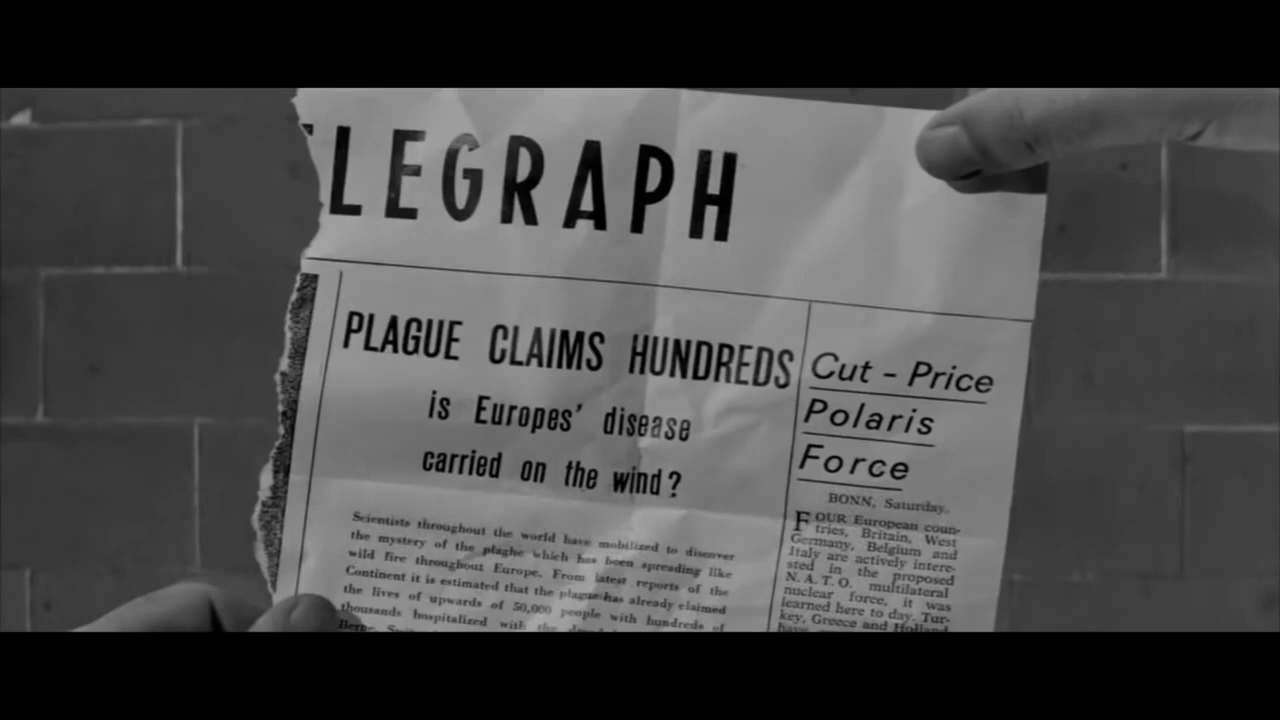 LEGRAPH
PLAGUE CLAIMS HUNDREDS
is Europes' disease
carried on the wind?
Scientists throughout the world have mobilized to discover
the mystery of the plaghe which has been spreading like
wild fire throughout Europe. From latest reports of the
Continent it is estimated that the plague has already claimed
the lives of upwards of 50,000 people with hundreds of
thousands hospitalized with the
Cut - Price
Polaris
Force
BONN, Saturday.
FOUR European coun-
tries, Britain, West
Germany, Belgium and
Italy are actively intere-
sted in the proposed
N.A.T.O. multilateral
nuclear force, it was
learned here to day. Tur-
key, Greece and Holland
have